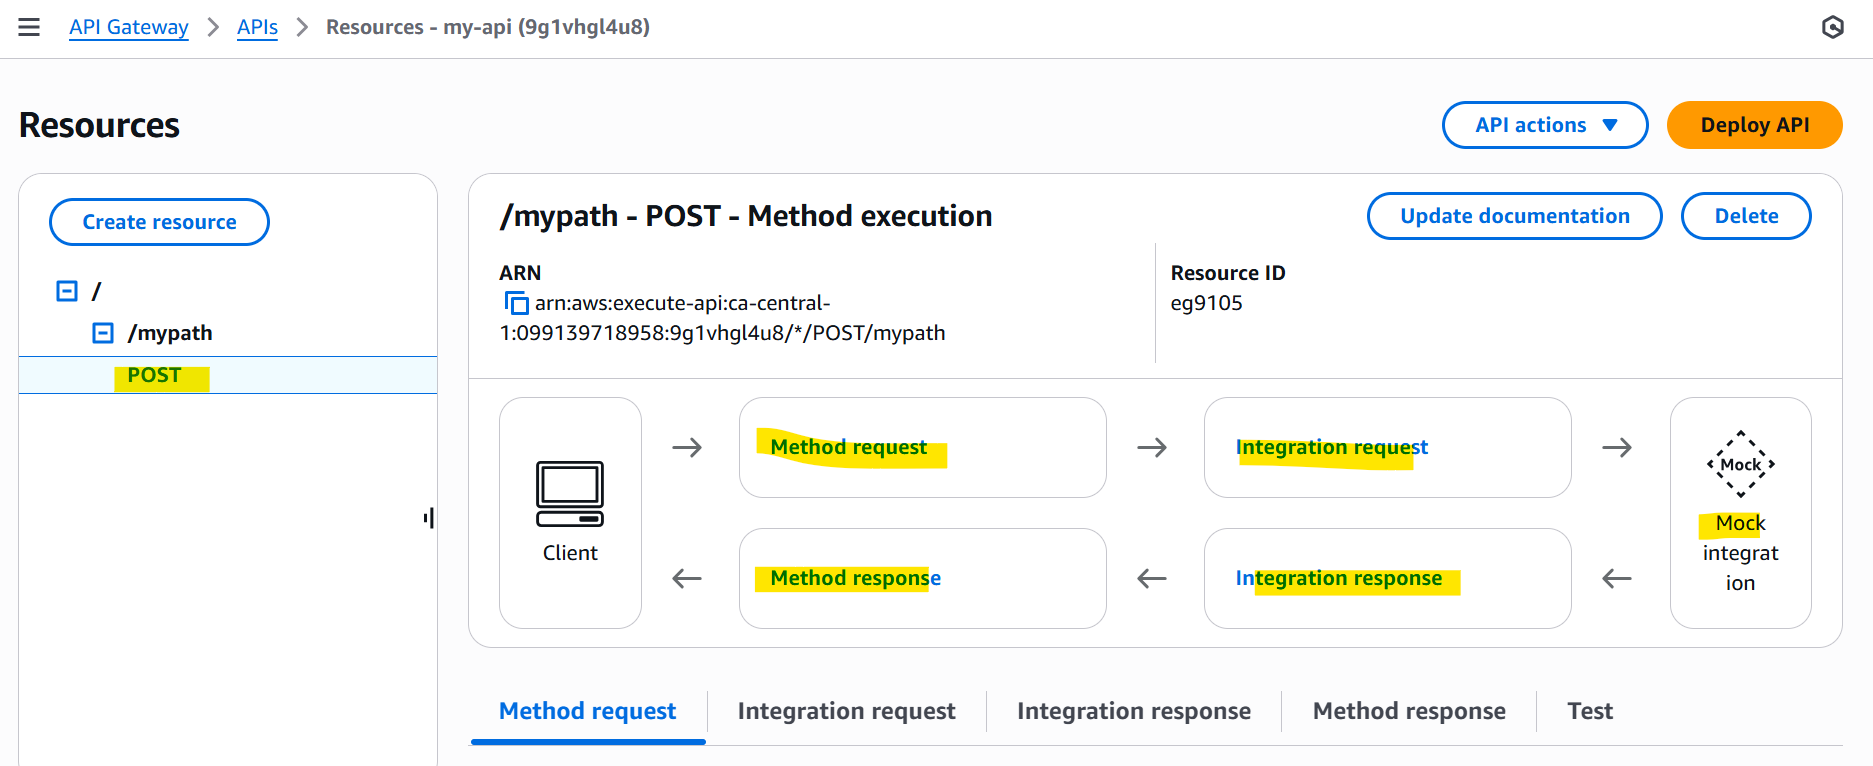 API Gateway > APIs > Resources - my-api (9g1vhgl4u8)
Resources
API actions
Deploy API
Create resource
/
/mypath
POST
/mypath - POST - Method execution
Update documentation
Delete
ARN
arn:aws:execute-api:ca-central-
1:099139718958:9g1vhgl4u8/*/POST/mypath
Resource ID
eg9105
Client
Method request
Integration request
Mock
Mock
integrat
ion
Method response
Integration response
Method request
Integration request
Integration response
Method response
Test